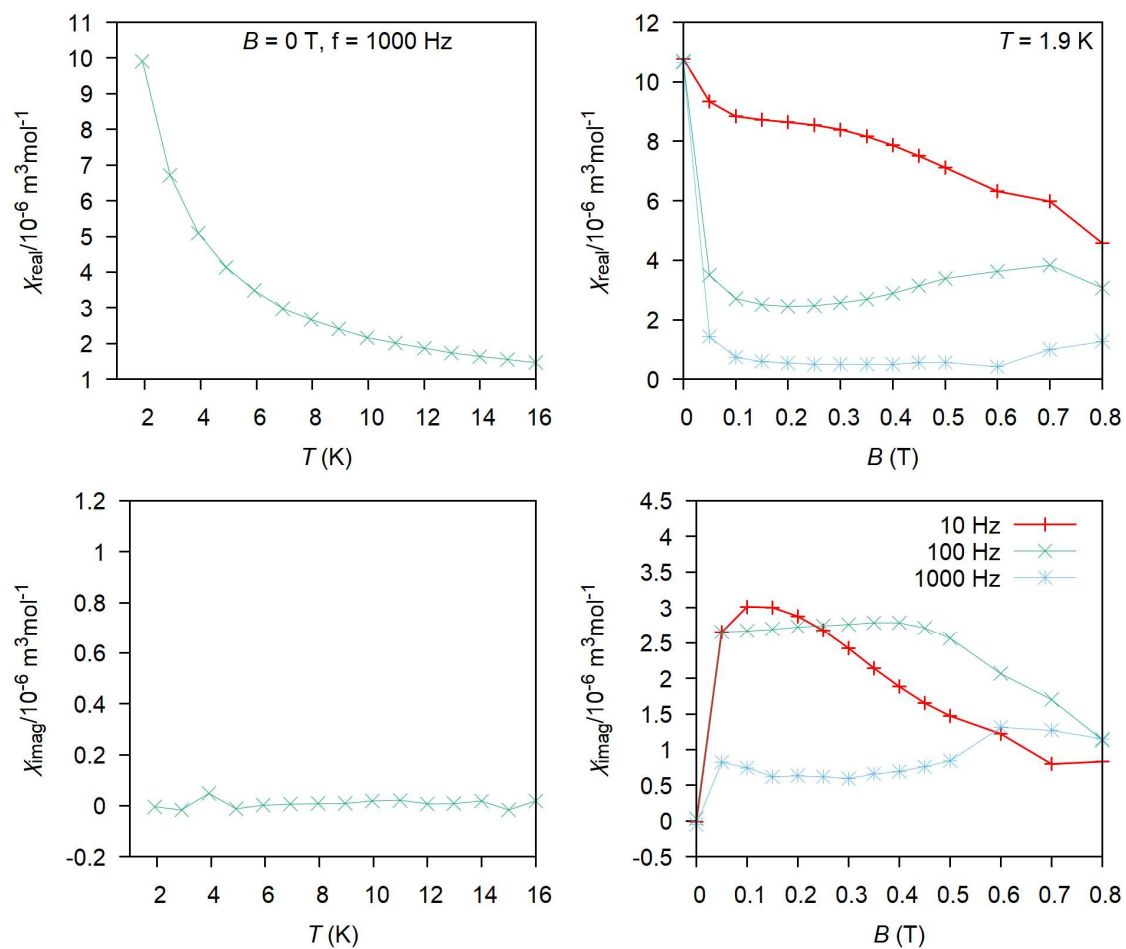 B = 0 T, f = 1000 Hz
11
10
9
8
7
6
5
4
3
2
1
χreal/10⁻⁶ m³mol⁻¹
2 4 6 8 10 12 14 16
T (K)
T = 1.9 K
12
10
8
6
4
2
0
χreal/10⁻⁶ m³mol⁻¹
0 0.1 0.2 0.3 0.4 0.5 0.6 0.7 0.8
B (T)
1.2
1
0.8
0.6
0.4
0.2
0
-0.2
χimag/10⁻⁶ m³mol⁻¹
2 4 6 8 10 12 14 16
T (K)
4.5
4
3.5
3
2.5
2
1.5
1
0.5
0
-0.5
χimag/10⁻⁶ m³mol⁻¹
10 Hz
100 Hz
1000 Hz
0 0.1 0.2 0.3 0.4 0.5 0.6 0.7 0.8
B (T)